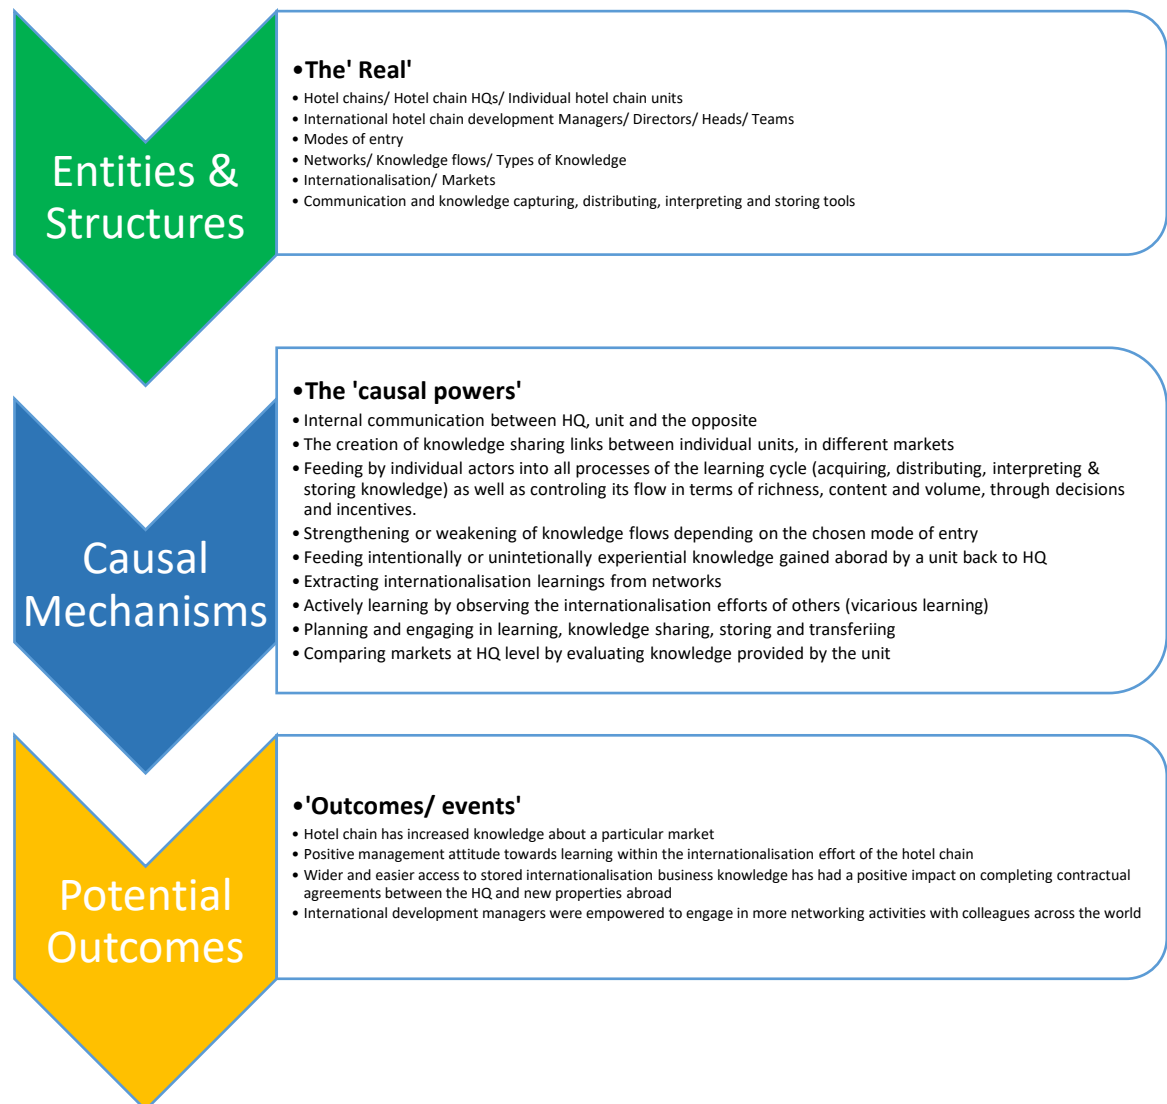 Entities &
Structures
•The' Real'
• Hotel chains/ Hotel chain HQs/ Individual hotel chain units
• International hotel chain development Managers/ Directors/ Heads/ Teams
• Modes of entry
• Networks/ Knowledge flows/ Types of Knowledge
• Internationalisation/ Markets
• Communication and knowledge capturing, distributing, interpreting and storing tools
Causal
Mechanisms
•The 'causal powers'
• Internal communication between HQ, unit and the opposite
• The creation of knowledge sharing links between individual units, in different markets
• Feeding by individual actors into all processes of the learning cycle (acquiring, distributing, interpreting &
storing knowledge) as well as controling its flow in terms of richness, content and volume, through decisions
and incentives.
• Strengthening or weakening of knowledge flows depending on the chosen mode of entry
• Feeding intentionally or unintetionally experiential knowledge gained aborad by a unit back to HQ
• Extracting internationalisation learnings from networks
• Actively learning by observing the internationalisation efforts of others (vicarious learning)
• Planning and engaging in learning, knowledge sharing, storing and transferiing
• Comparing markets at HQ level by evaluating knowledge provided by the unit
Potential
Outcomes
•'Outcomes/ events'
• Hotel chain has increased knowledge about a particular market
• Positive management attitude towards learning within the internationalisation effort of the hotel chain
• Wider and easier access to stored internationalisation business knowledge has had a positive impact on completing contractual
agreements between the HQ and new properties abroad
• International development managers were empowered to engage in more networking activities with colleagues across the world